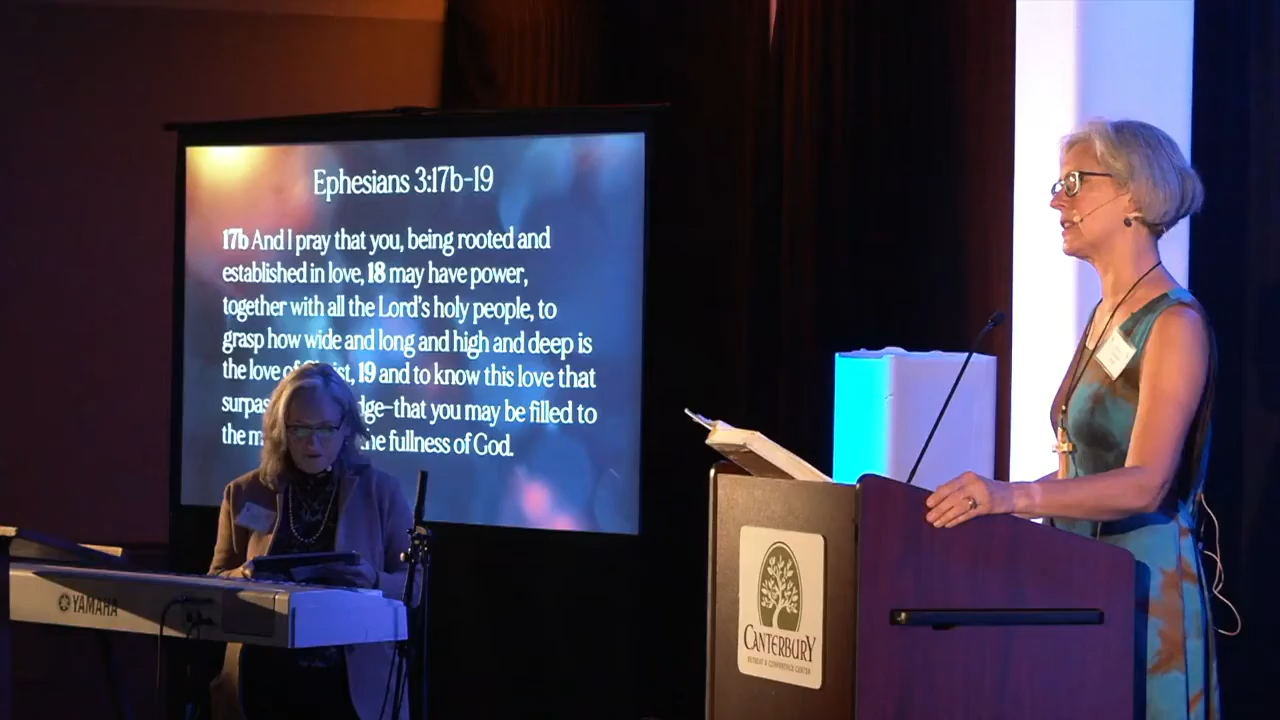 Ephesians 3:17b-19
17b And I pray that you, being rooted and
established in love, 18 may have power,
together with all the Lord's holy people, to
grasp how wide and long and high and deep is
the love of Christ, 19 and to know this love that
surpas dge-that you may be filled to
the m the fullness of God.
YAMAHA
CANTERBURY
RETREAT & CONFERENCE CENTER